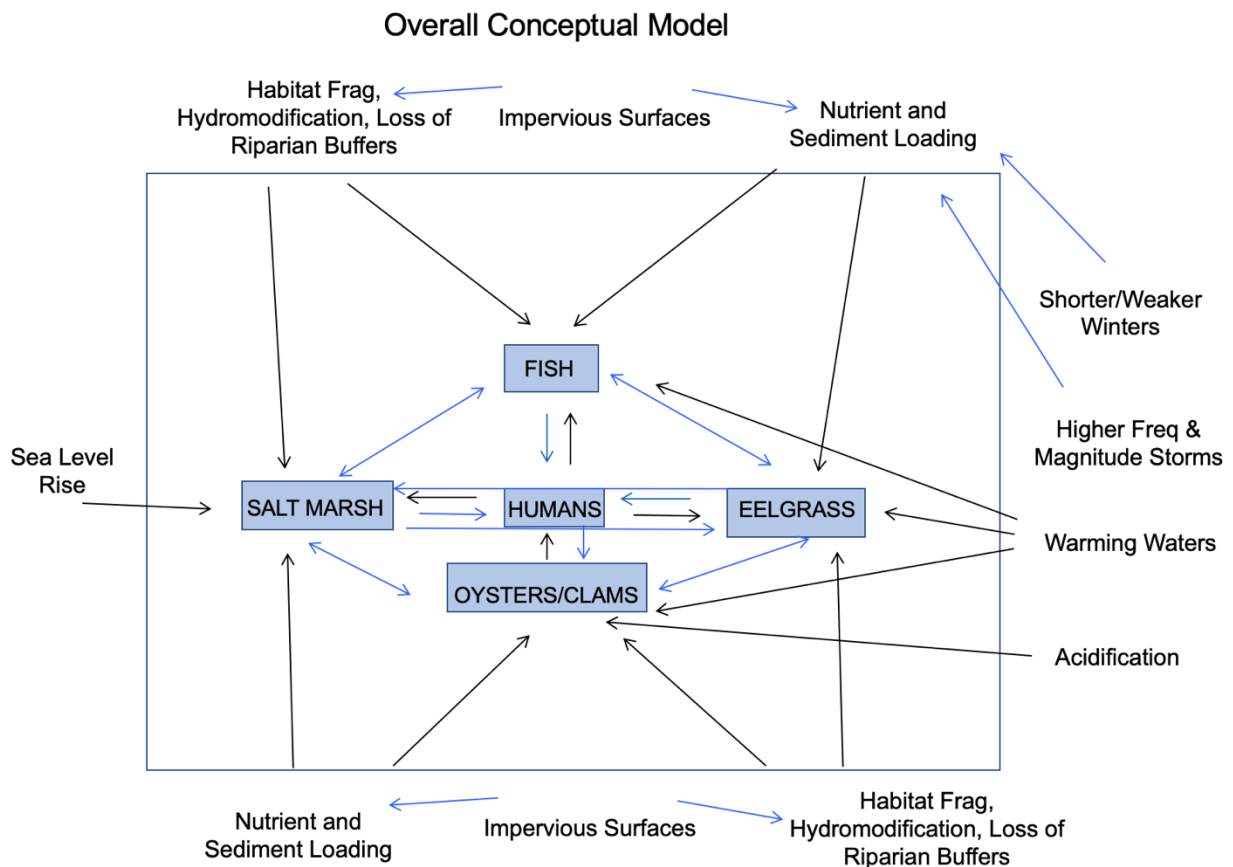 Overall Conceptual Model
Habitat Frag,
Hydromodification, Loss of
Riparian Buffers
Impervious Surfaces
Nutrient and
Sediment Loading
Shorter/Weaker
Winters
FISH
Higher Freq &
Magnitude Storms
Sea Level
Rise
SALT MARSH
HUMANS
EELGRASS
Warming Waters
OYSTERS/CLAMS
Acidification
Nutrient and
Sediment Loading
Impervious Surfaces
Habitat Frag,
Hydromodification, Loss of
Riparian Buffers